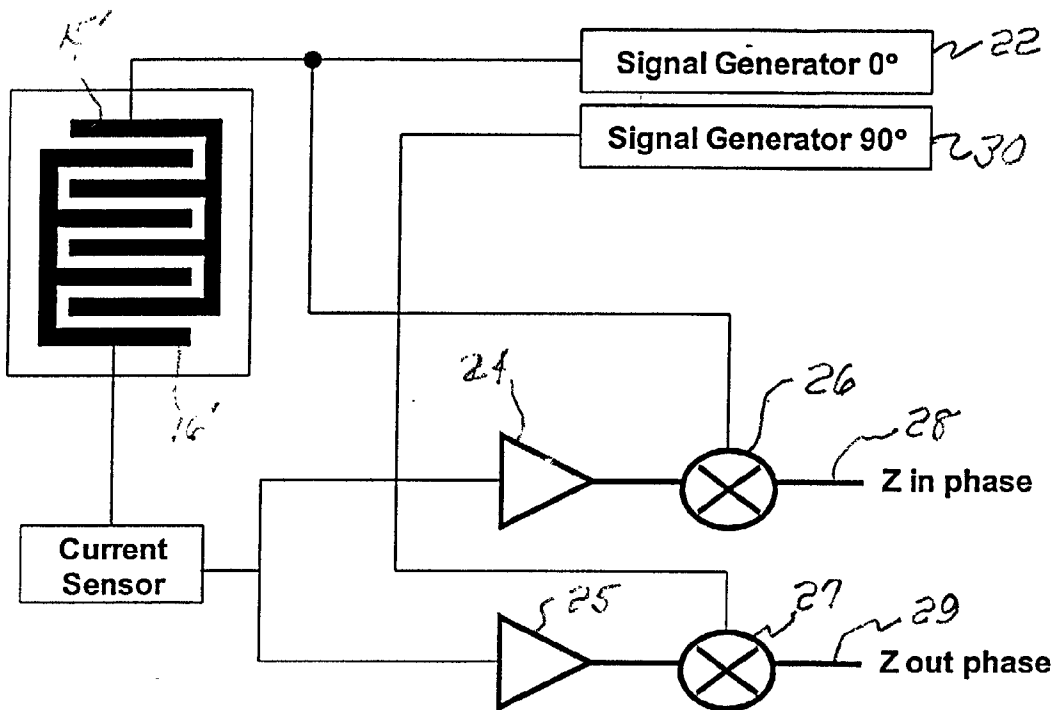 15'
Signal Generator 0°
22
Signal Generator 90°
30
16'
24
26
28
Z in phase
Current
Sensor
25
27
29
Z out phase